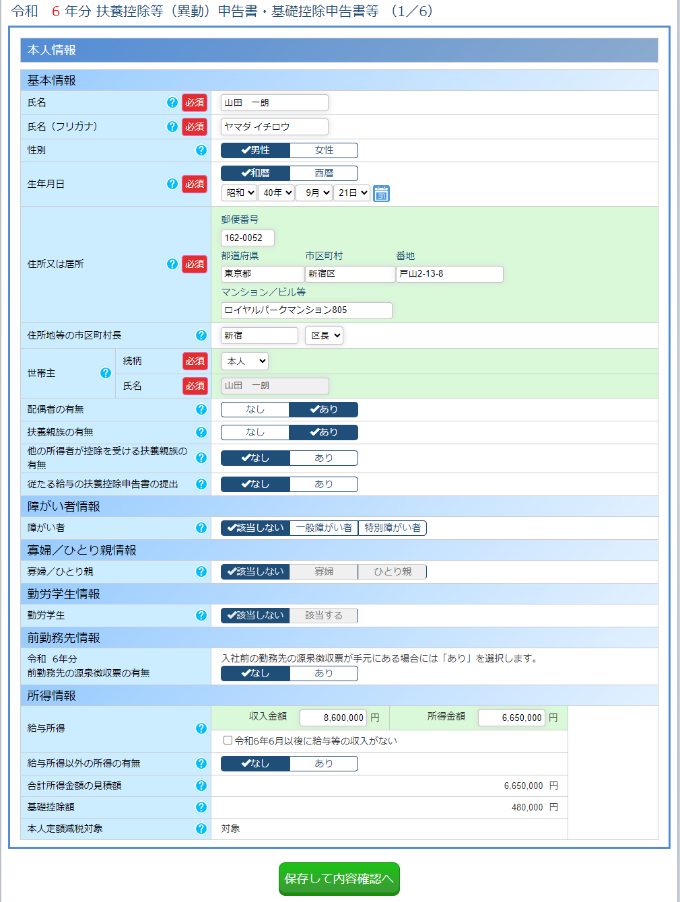 令和 6 年分 扶養控除等（異動）申告書・基礎控除申告書等 （1／6）
本人情報
基本情報
氏名 ? 必須 山田 一朗
氏名（フリガナ） ? 必須 ヤマダ イチロウ
性別 ? ✔男性 女性
生年月日 ? 必須 ✔和暦 西暦
昭和 40年 9月 21日
住所又は居所 ? 必須 郵便番号
162-0052
都道府県 市区町村 番地
東京都 新宿区 戸山2-13-8
マンション／ビル等
ロイヤルパークマンション805
住所地等の市区町村長 ? 新宿 区長
世帯主 ? 続柄 必須 本人
氏名 必須 山田 一朗
配偶者の有無 ? なし ✔あり
扶養親族の有無 ? なし ✔あり
他の所得者が控除を受ける扶養親族の
有無 ? ✔なし あり
従たる給与の扶養控除申告書の提出 ? ✔なし あり
障がい者情報
障がい者 ? ✔該当しない 一般障がい者 特別障がい者
寡婦／ひとり親情報
寡婦／ひとり親 ? ✔該当しない 寡婦 ひとり親
勤労学生情報
勤労学生 ? ✔該当しない 該当する
前勤務先情報
令和 6年分
前勤務先の源泉徴収票の有無 ? 入社前の勤務先の源泉徴収票が手元にある場合には「あり」を選択します。
✔なし あり
所得情報
給与所得 ? 収入金額 8,600,000 円 所得金額 6,650,000 円
令和6年6月以後に給与等の収入がない
給与所得以外の所得の有無 ? ✔なし あり
合計所得金額の見積額 ? 6,650,000 円
基礎控除額 ? 480,000 円
本人定額減税対象 ? 対象
保存して内容確認へ